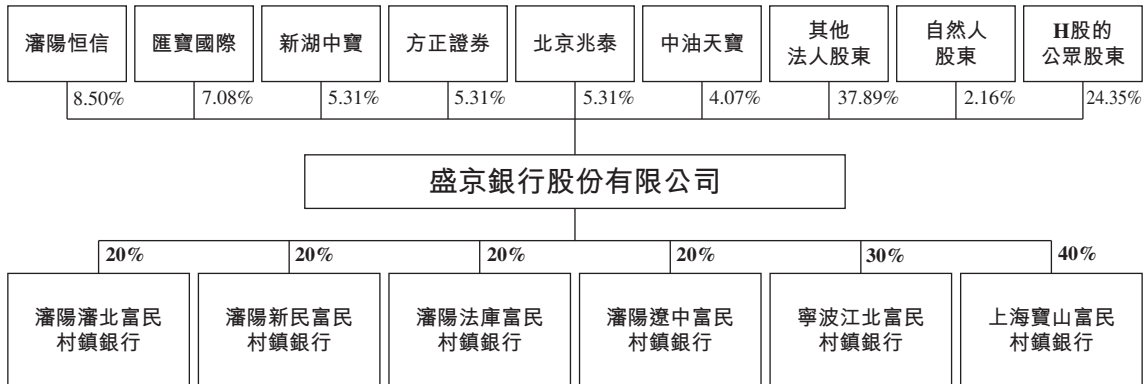 瀋陽恒信
匯寶國際
新湖中寶
方正證券
北京兆泰
中油天寶
其他
法人股東
自然人
股東
H股的
公眾股東
8.50%
7.08%
5.31%
5.31%
5.31%
4.07%
37.89%
2.16%
24.35%
盛京銀行股份有限公司
20%
20%
20%
20%
30%
40%
瀋陽瀋北富民
村鎮銀行
瀋陽新民富民
村鎮銀行
瀋陽法庫富民
村鎮銀行
瀋陽遼中富民
村鎮銀行
寧波江北富民
村鎮銀行
上海寶山富民
村鎮銀行